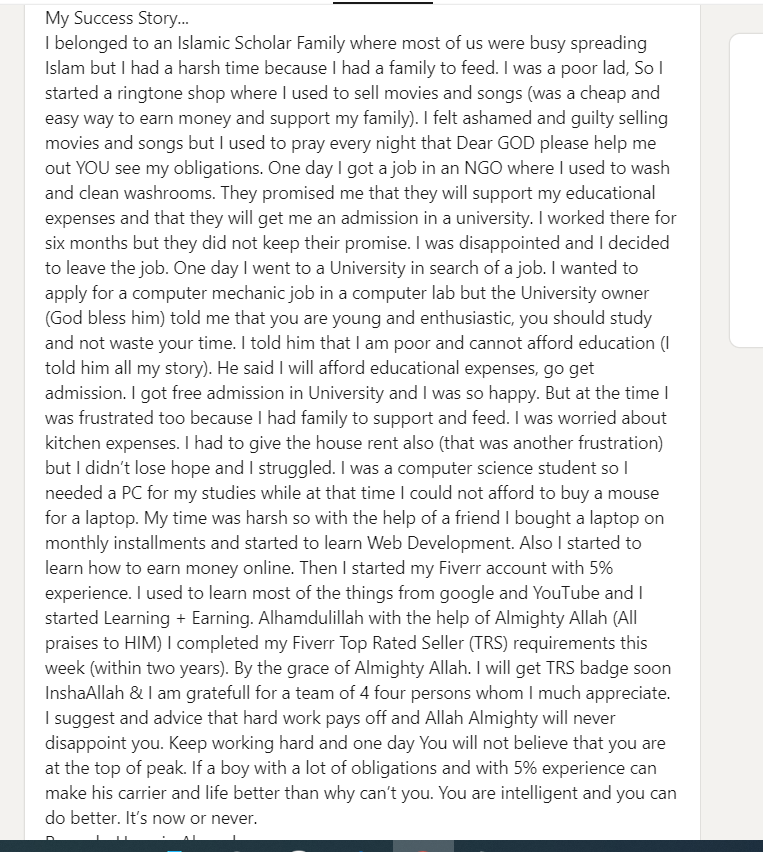 My Success Story...
I belonged to an Islamic Scholar Family where most of us were busy spreading
Islam but I had a harsh time because I had a family to feed. I was a poor lad, So I
started a ringtone shop where I used to sell movies and songs (was a cheap and
easy way to earn money and support my family). I felt ashamed and guilty selling
movies and songs but I used to pray every night that Dear GOD please help me
out YOU see my obligations. One day I got a job in an NGO where I used to wash
and clean washrooms. They promised me that they will support my educational
expenses and that they will get me an admission in a university. I worked there for
six months but they did not keep their promise. I was disappointed and I decided
to leave the job. One day I went to a University in search of a job. I wanted to
apply for a computer mechanic job in a computer lab but the University owner
(God bless him) told me that you are young and enthusiastic, you should study
and not waste your time. I told him that I am poor and cannot afford education (I
told him all my story). He said I will afford educational expenses, go get
admission. I got free admission in University and I was so happy. But at the time I
was frustrated too because I had family to support and feed. I was worried about
kitchen expenses. I had to give the house rent also (that was another frustration)
but I didn’t lose hope and I struggled. I was a computer science student so I
needed a PC for my studies while at that time I could not afford to buy a mouse
for a laptop. My time was harsh so with the help of a friend I bought a laptop on
monthly installments and started to learn Web Development. Also I started to
learn how to earn money online. Then I started my Fiverr account with 5%
experience. I used to learn most of the things from google and YouTube and I
started Learning + Earning. Alhamdulillah with the help of Almighty Allah (All
praises to HIM) I completed my Fiverr Top Rated Seller (TRS) requirements this
week (within two years). By the grace of Almighty Allah. I will get TRS badge soon
InshaAllah & I am gratefull for a team of 4 four persons whom I much appreciate.
I suggest and advice that hard work pays off and Allah Almighty will never
disappoint you. Keep working hard and one day You will not believe that you are
at the top of peak. If a boy with a lot of obligations and with 5% experience can
make his carrier and life better than why can’t you. You are intelligent and you can
do better. It’s now or never.